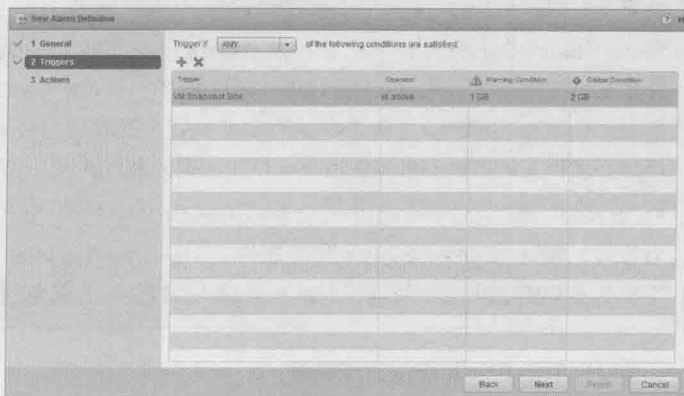 New Alarm Definition
1 General
2 Triggers
3 Actions
Trigger if ANY of the following conditions are satisfied:
Trigger Operator Warning Condition Critical Condition
VM Snapshot Size is above 1 GB 2 GB
Back Next Finish Cancel